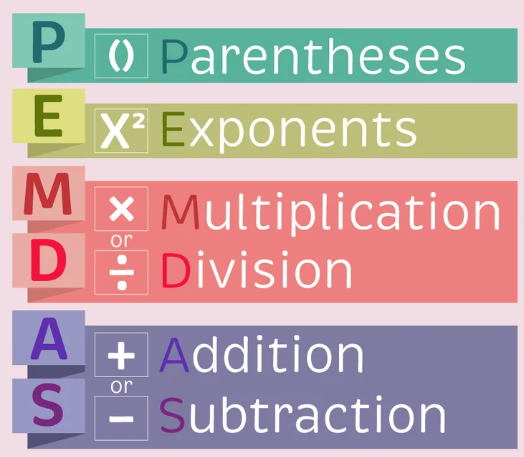 P () Parentheses
E X² Exponents
M × Multiplication
or
D ÷ Division
A + Addition
or
S − Subtraction